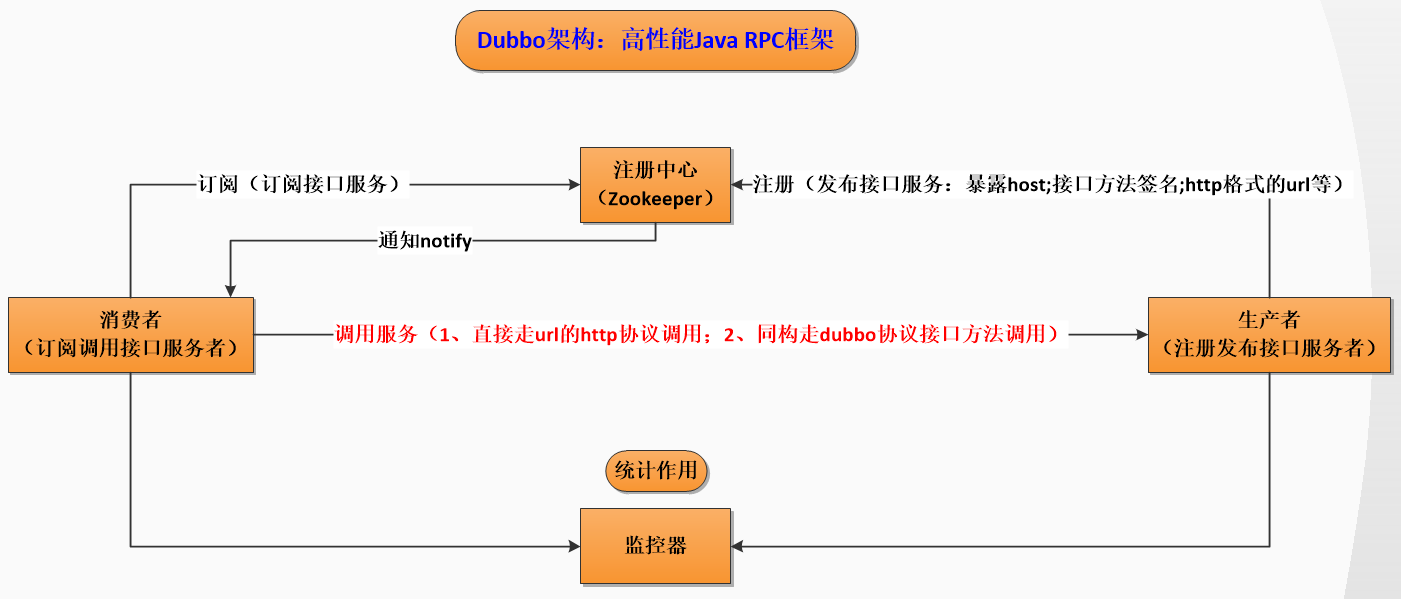 Dubbo架构：高性能Java RPC框架
注册中心
（Zookeeper）
订阅（订阅接口服务）
注册（发布接口服务：暴露host;接口方法签名;http格式的url等）
通知notify
消费者
（订阅调用接口服务者）
调用服务（1、直接走url的http协议调用；2、同构走dubbo协议接口方法调用）
生产者
（注册发布接口服务者）
统计作用
监控器